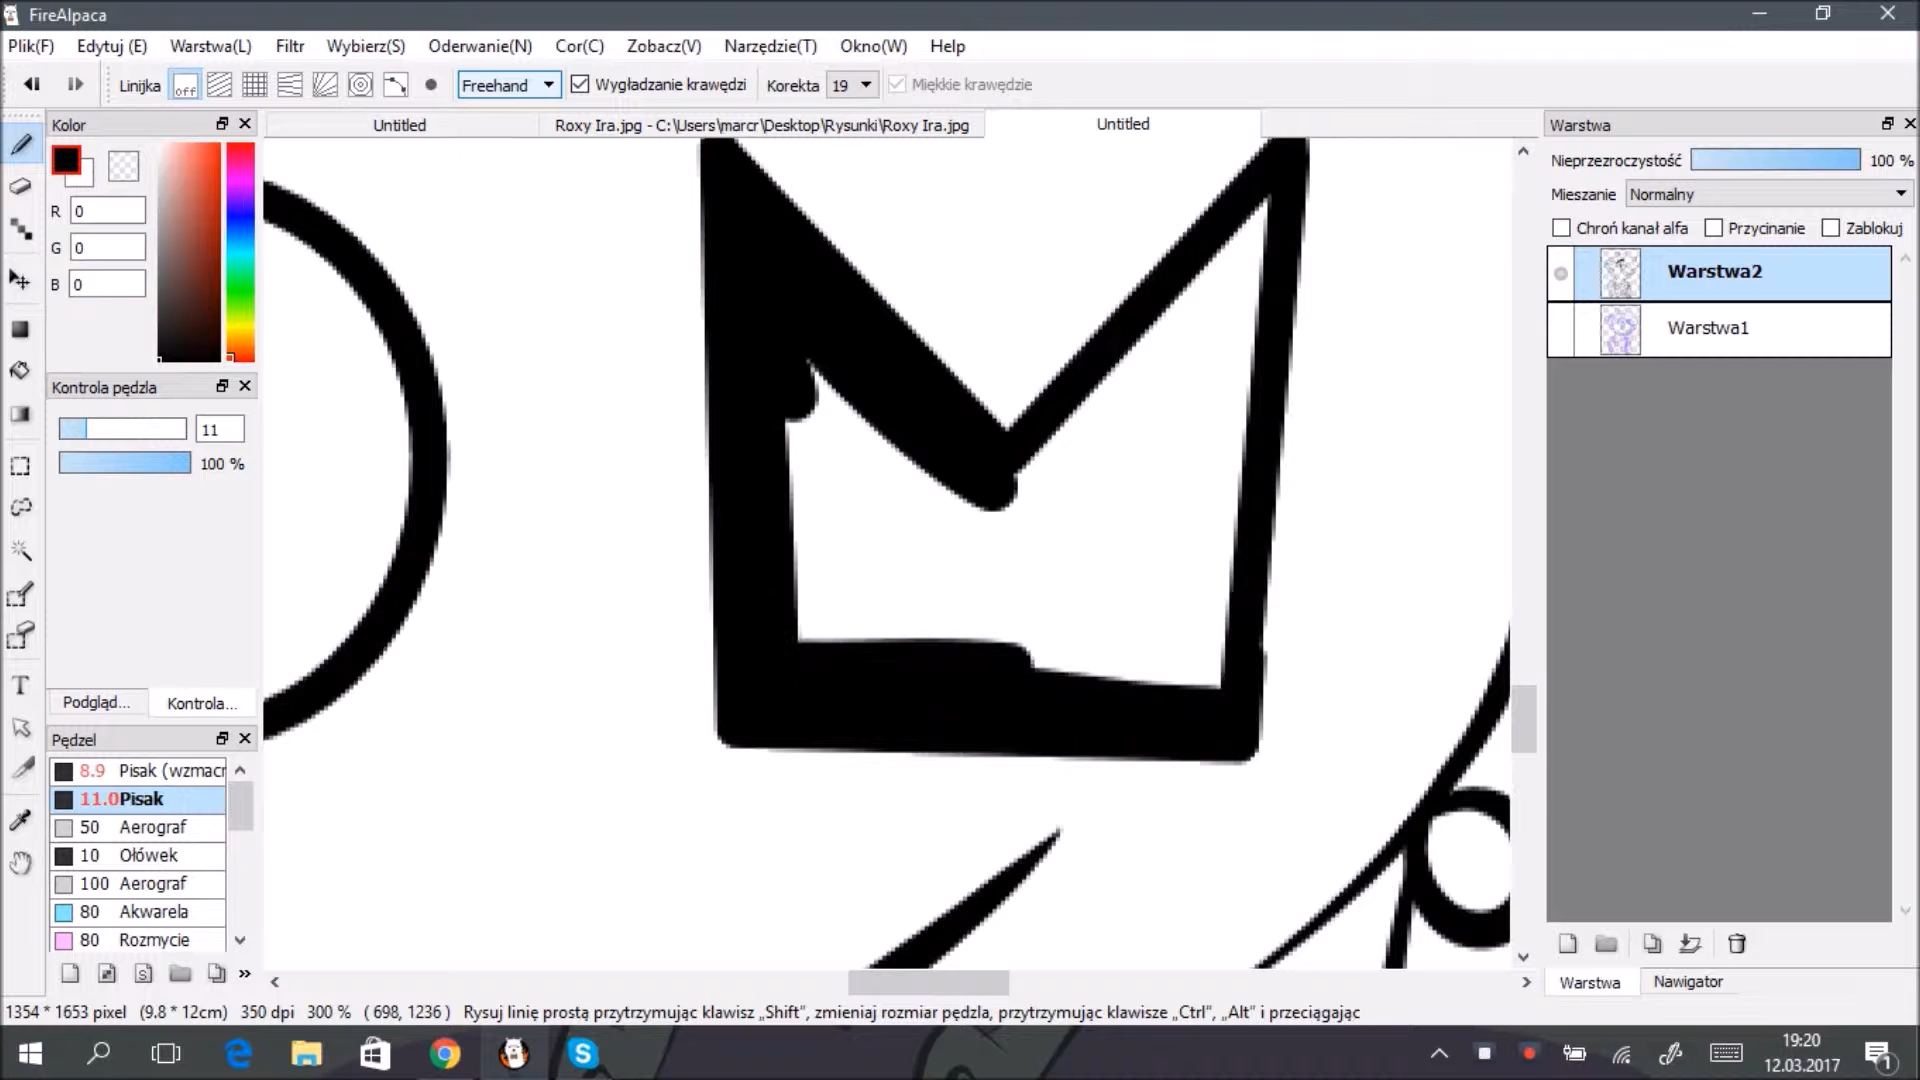 FireAlpaca
Plik(F) Edytuj (E) Warstwa(L) Filtr Wybierz(S) Oderwanie(N) Cor(C) Zobacz(V) Narzędzie(T) Okno(W) Help
Linijka off Freehand Wygładzanie krawędzi Korekta 19 Miękkie krawędzie
Kolor
Untitled
Roxy Ira.jpg - C:\Users\marcr\Desktop\Rysunki\Roxy Ira.jpg
Untitled
Warstwa
R 0
G 0
B 0
Nieprzezroczystość 100 %
Mieszanie Normalny
Chroń kanał alfa Przycinanie Zablokuj
Warstwa2
Warstwa1
Kontrola pędzla
11
100 %
T
Podgląd... Kontrola...
Pędzel
8.9 Pisak (wzmacr
11.0 Pisak
50 Aerograf
10 Ołówek
100 Aerograf
80 Akwarela
80 Rozmycie
Warstwa Nawigator
1354 * 1653 pixel (9.8 * 12cm) 350 dpi 300 % ( 698, 1236 ) Rysuj linię prostą przytrzymując klawisz „Shift”, zmieniaj rozmiar pędzla, przytrzymując klawisze „Ctrl”, „Alt” i przeciągając
19:20
12.03.2017
1